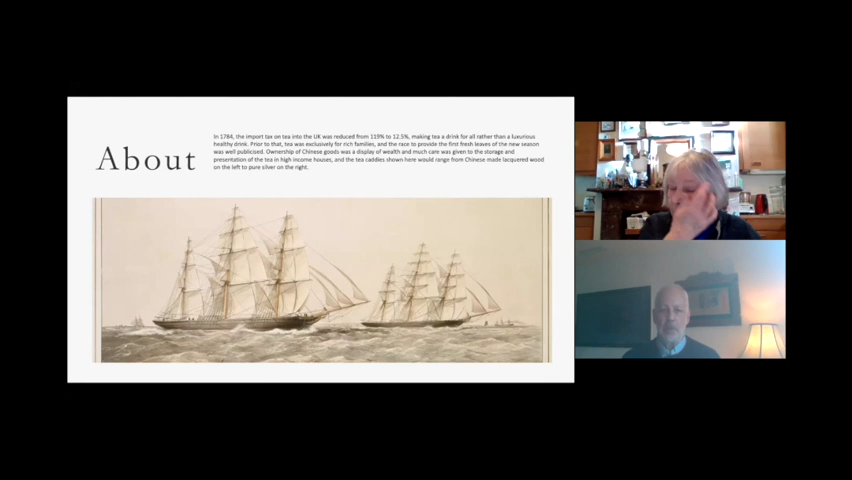 About
In 1784, the import tax on tea into the UK was reduced from 119% to 12.5%, making tea a drink for all rather than a luxurious
healthy drink. Prior to that, tea was exclusively for rich families, and the race to provide the first fresh leaves of the new season
was well publicised. Ownership of Chinese goods was a display of wealth and much care was given to the storage and
presentation of the tea in high income houses, and the tea caddies shown here would range from Chinese made lacquered wood
on the left to pure silver on the right.